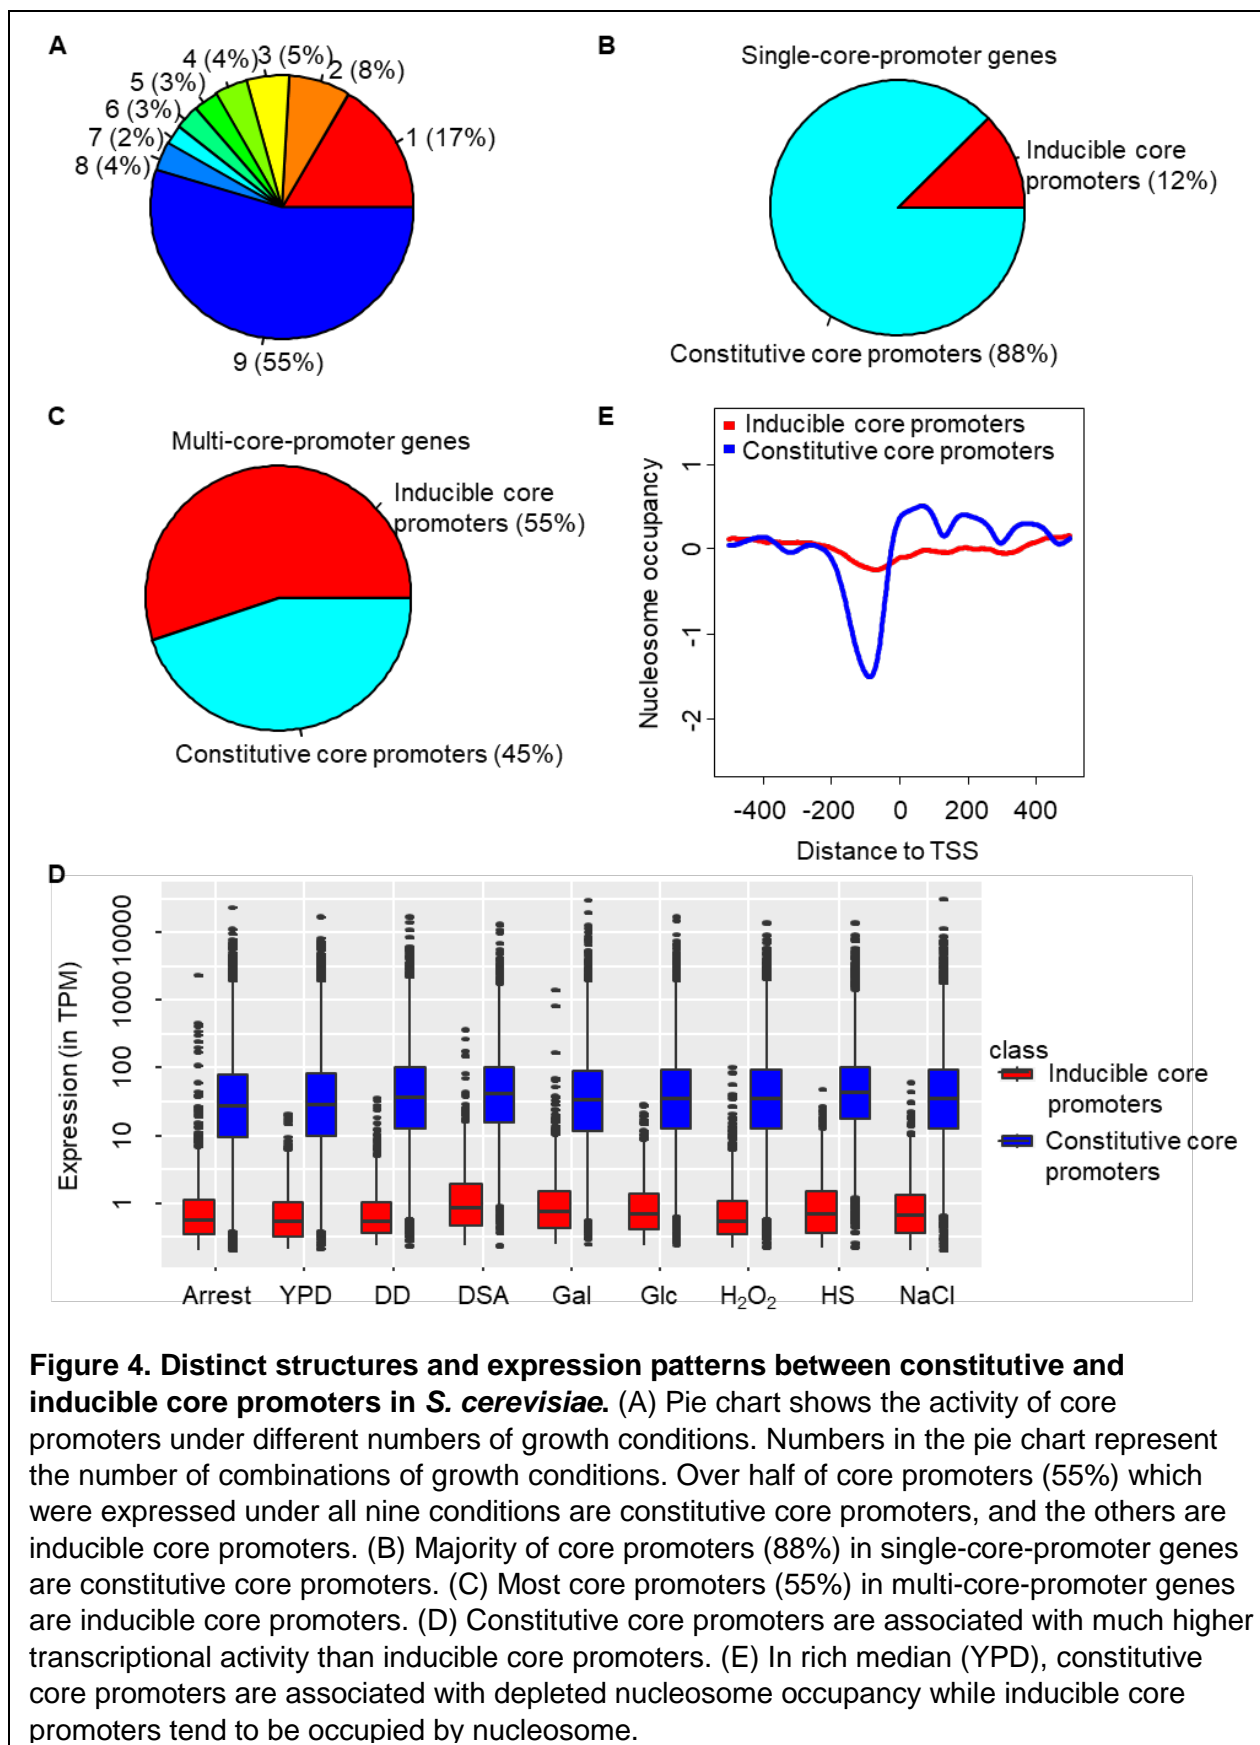 A
4 (4%)
3 (5%)
2 (8%)
5 (3%)
6 (3%)
7 (2%)
8 (4%)
1 (17%)
9 (55%)
B
Single-core-promoter genes
Inducible core
promoters (12%)
Constitutive core promoters (88%)
C
Multi-core-promoter genes
Inducible core
promoters (55%)
Constitutive core promoters (45%)
E
Inducible core promoters
Constitutive core promoters
Nucleosome occupancy
1
0
-1
-2
-400 -200 0 200 400
Distance to TSS
D
Expression (in TPM)
10000
1000
100
10
1
Arrest YPD DD DSA Gal Glc H₂O₂ HS NaCl
class
Inducible core
promoters
Constitutive core
promoters
Figure 4. Distinct structures and expression patterns between constitutive and
inducible core promoters in S. cerevisiae. (A) Pie chart shows the activity of core
promoters under different numbers of growth conditions. Numbers in the pie chart represent
the number of combinations of growth conditions. Over half of core promoters (55%) which
were expressed under all nine conditions are constitutive core promoters, and the others are
inducible core promoters. (B) Majority of core promoters (88%) in single-core-promoter genes
are constitutive core promoters. (C) Most core promoters (55%) in multi-core-promoter genes
are inducible core promoters. (D) Constitutive core promoters are associated with much higher
transcriptional activity than inducible core promoters. (E) In rich median (YPD), constitutive
core promoters are associated with depleted nucleosome occupancy while inducible core
promoters tend to be occupied by nucleosome.